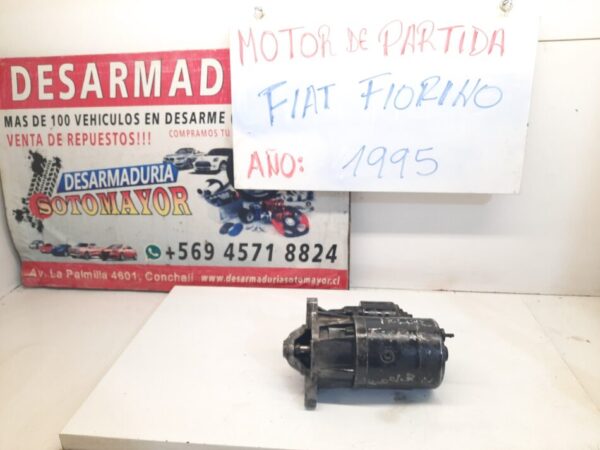 MOTOR DE PARTIDA
FIAT FIORINO
AÑO: 1995
DESARMAD
MAS DE 100 VEHICULOS EN DESARME
VENTA DE REPUESTOS!!!
COMPRAMOS TU
DESARMADURIA
SOTOMAYOR
+569 4571 8824
Av. La Palmilla 4601, Conchalí
www.desarmaduriasotomayor.cl